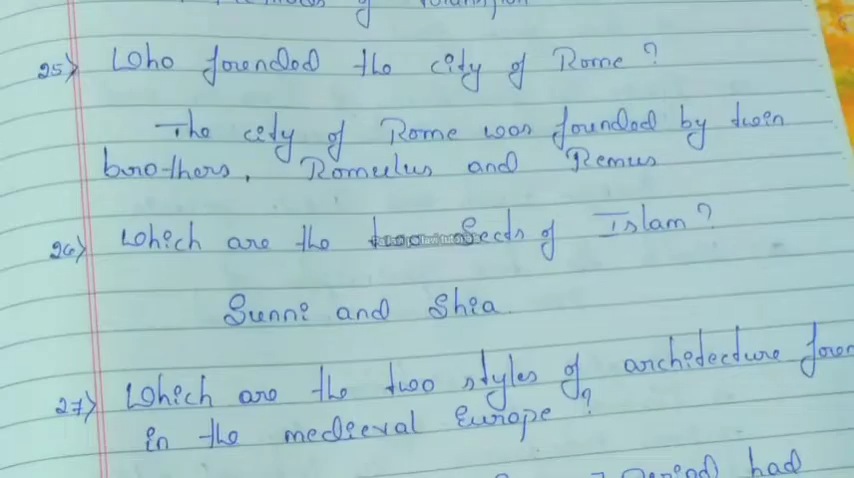 25) Who founded the city of Rome?
The city of Rome was founded by twin
brothers, Romulus and Remus
26) Which are the Sects of Islam?
Sunni and Shia
27) Which are the two styles of architecture
in the medieval Europe?
Period had